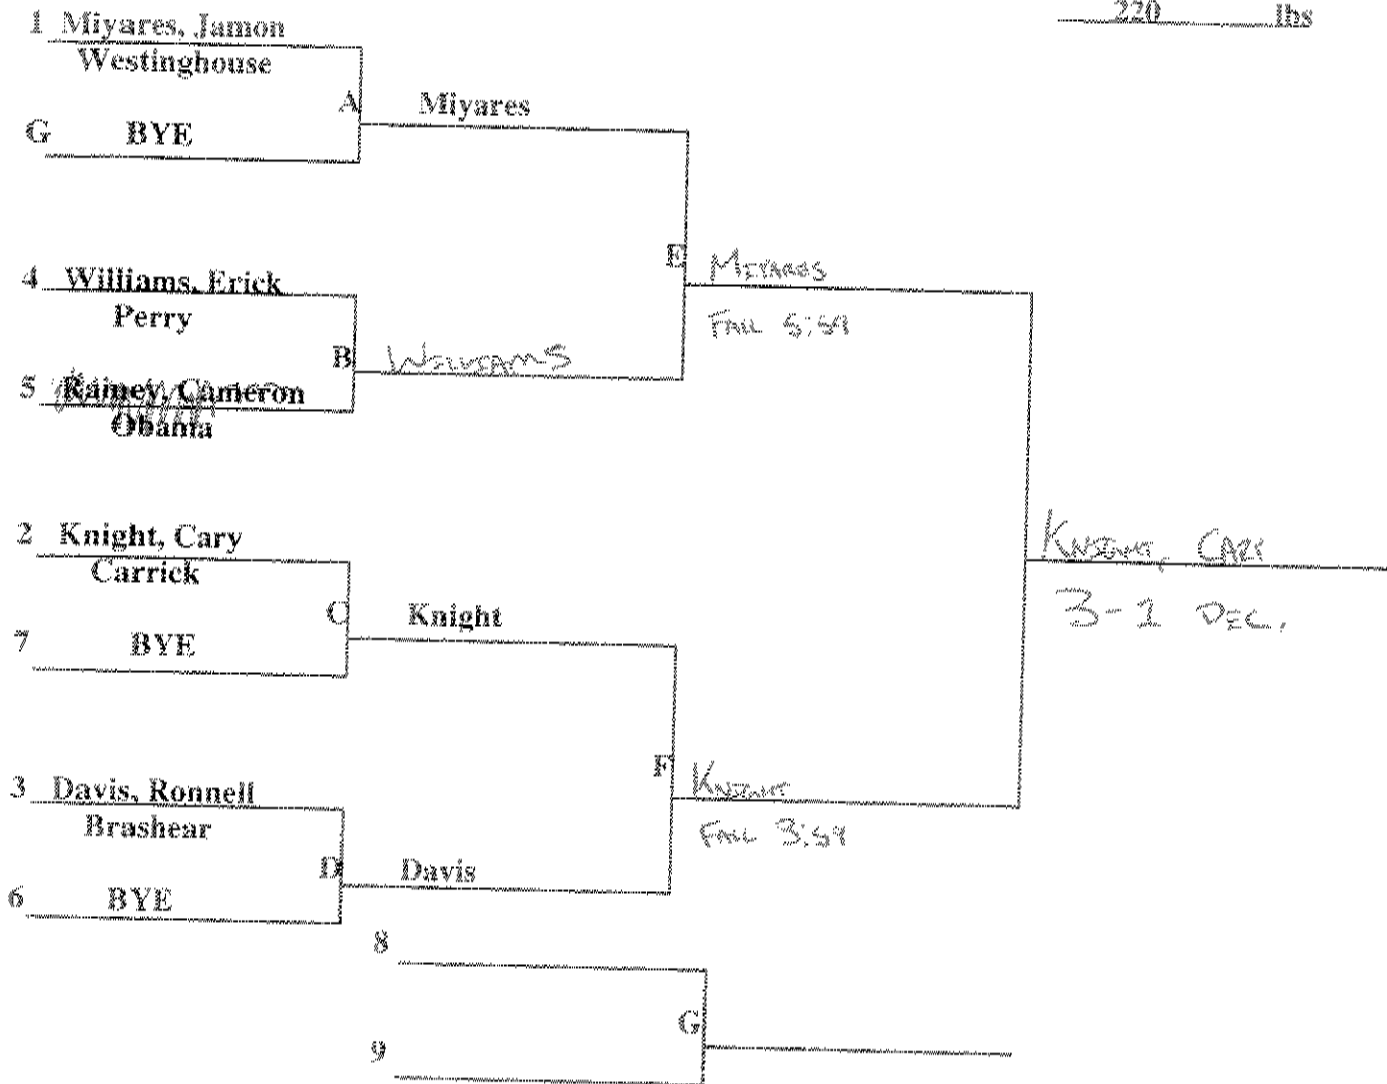 220 lbs
1 Miyares, Jamon
Westinghouse
A Miyares
G BYE
E Miyares
Fall 5:59
4 Williams, Erick
Perry
B Williams
5 Rainey, Cameron
Obama
2 Knight, Cary
Carrick
C Knight
7 BYE
Knight, Cary
3-1 Dec.
F Knight
Fall 3:59
3 Davis, Ronnell
Brashear
D Davis
6 BYE
8
G
9